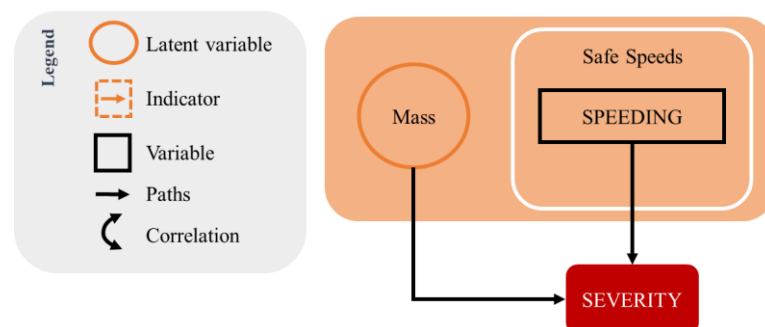 Legend
Latent variable
Indicator
Variable
Paths
Correlation
Safe Speeds
Mass
SPEEDING
SEVERITY